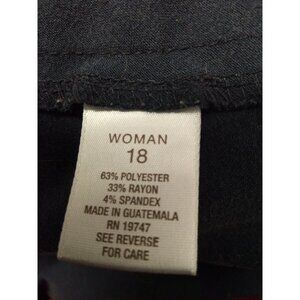 WOMAN
18
63% POLYESTER
33% RAYON
4% SPANDEX
MADE IN GUATEMALA
RN 19747
SEE REVERSE
FOR CARE